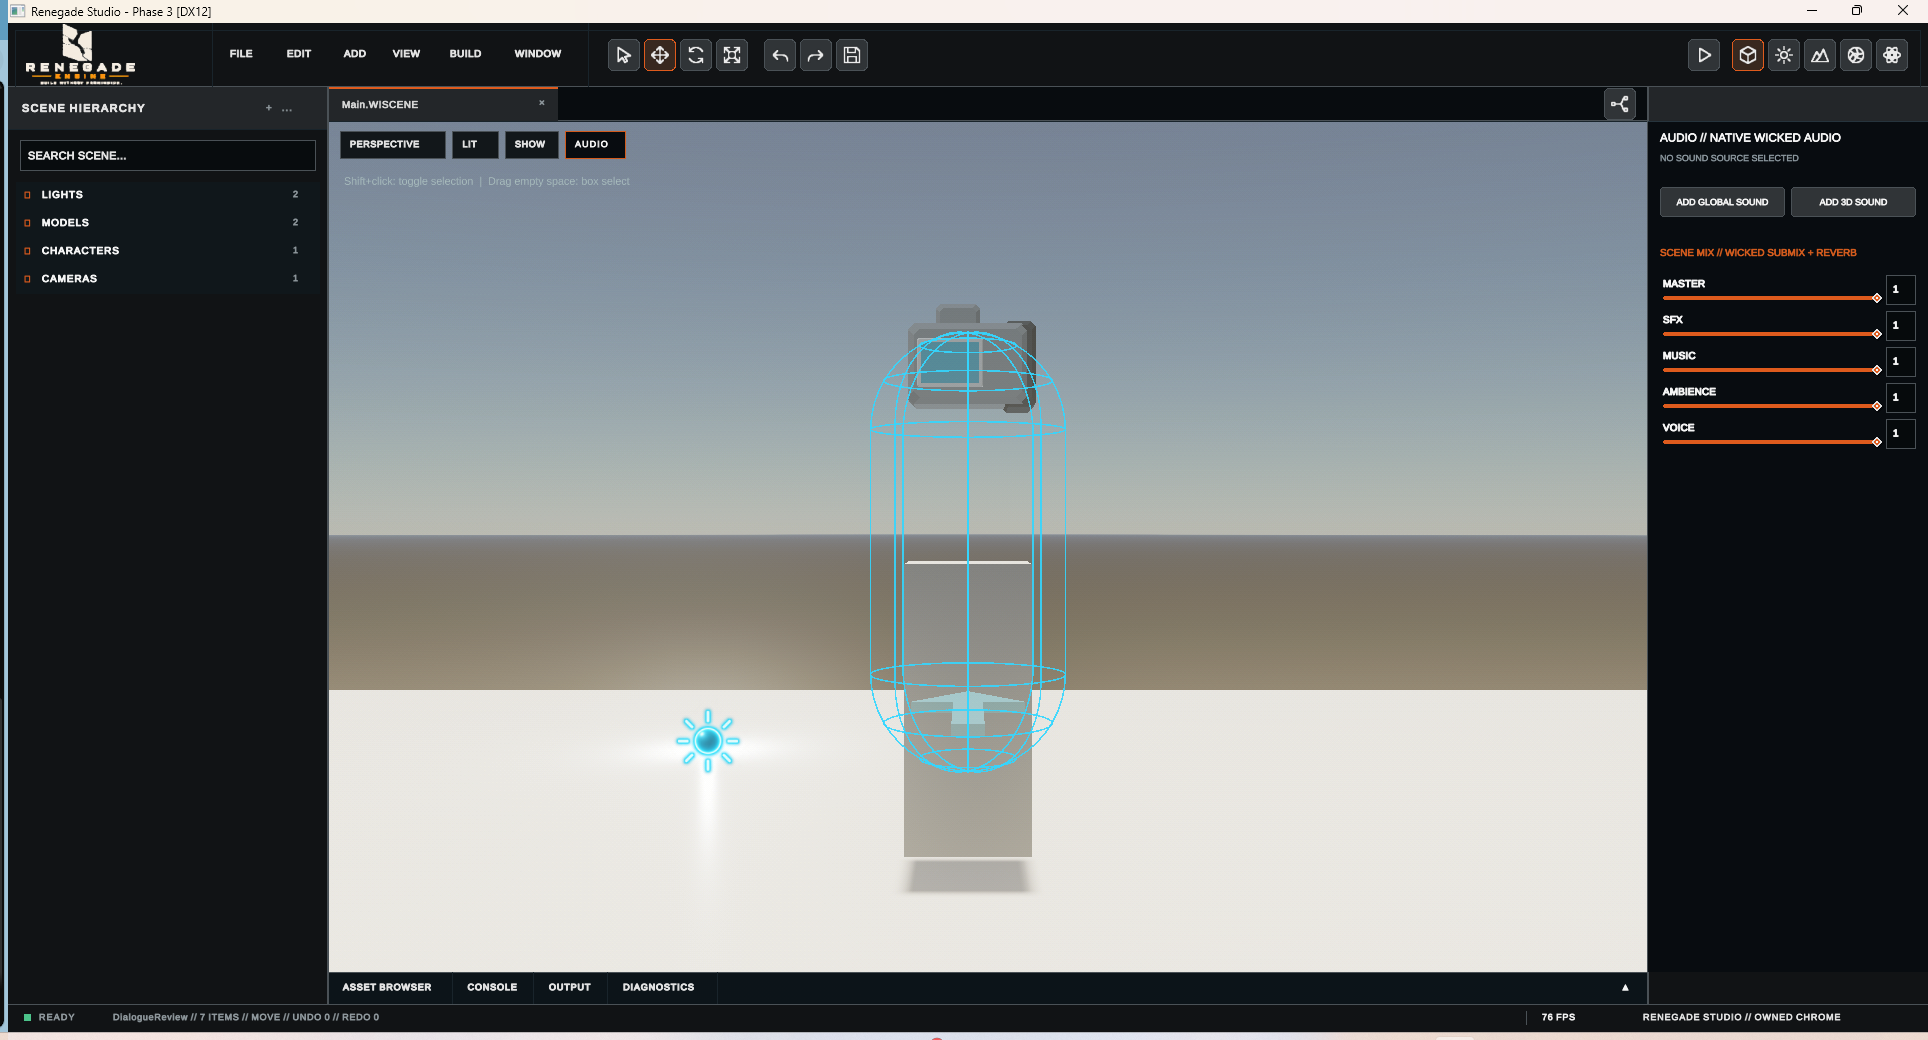 Renegade Studio - Phase 3 [DX12]
RENEGADE
ENGINE
BUILD WITHOUT PERMISSION.
FILE EDIT ADD VIEW BUILD WINDOW
SCENE HIERARCHY + ...
SEARCH SCENE...
LIGHTS 2
MODELS 2
CHARACTERS 1
CAMERAS 1
Main.WISCENE ×
PERSPECTIVE LIT SHOW AUDIO
Shift+click: toggle selection | Drag empty space: box select
AUDIO // NATIVE WICKED AUDIO
NO SOUND SOURCE SELECTED
ADD GLOBAL SOUND ADD 3D SOUND
SCENE MIX // WICKED SUBMIX + REVERB
MASTER 1
SFX 1
MUSIC 1
AMBIENCE 1
VOICE 1
ASSET BROWSER CONSOLE OUTPUT DIAGNOSTICS
READY DialogueReview // 7 ITEMS // MOVE // UNDO 0 // REDO 0 76 FPS RENEGADE STUDIO // OWNED CHROME